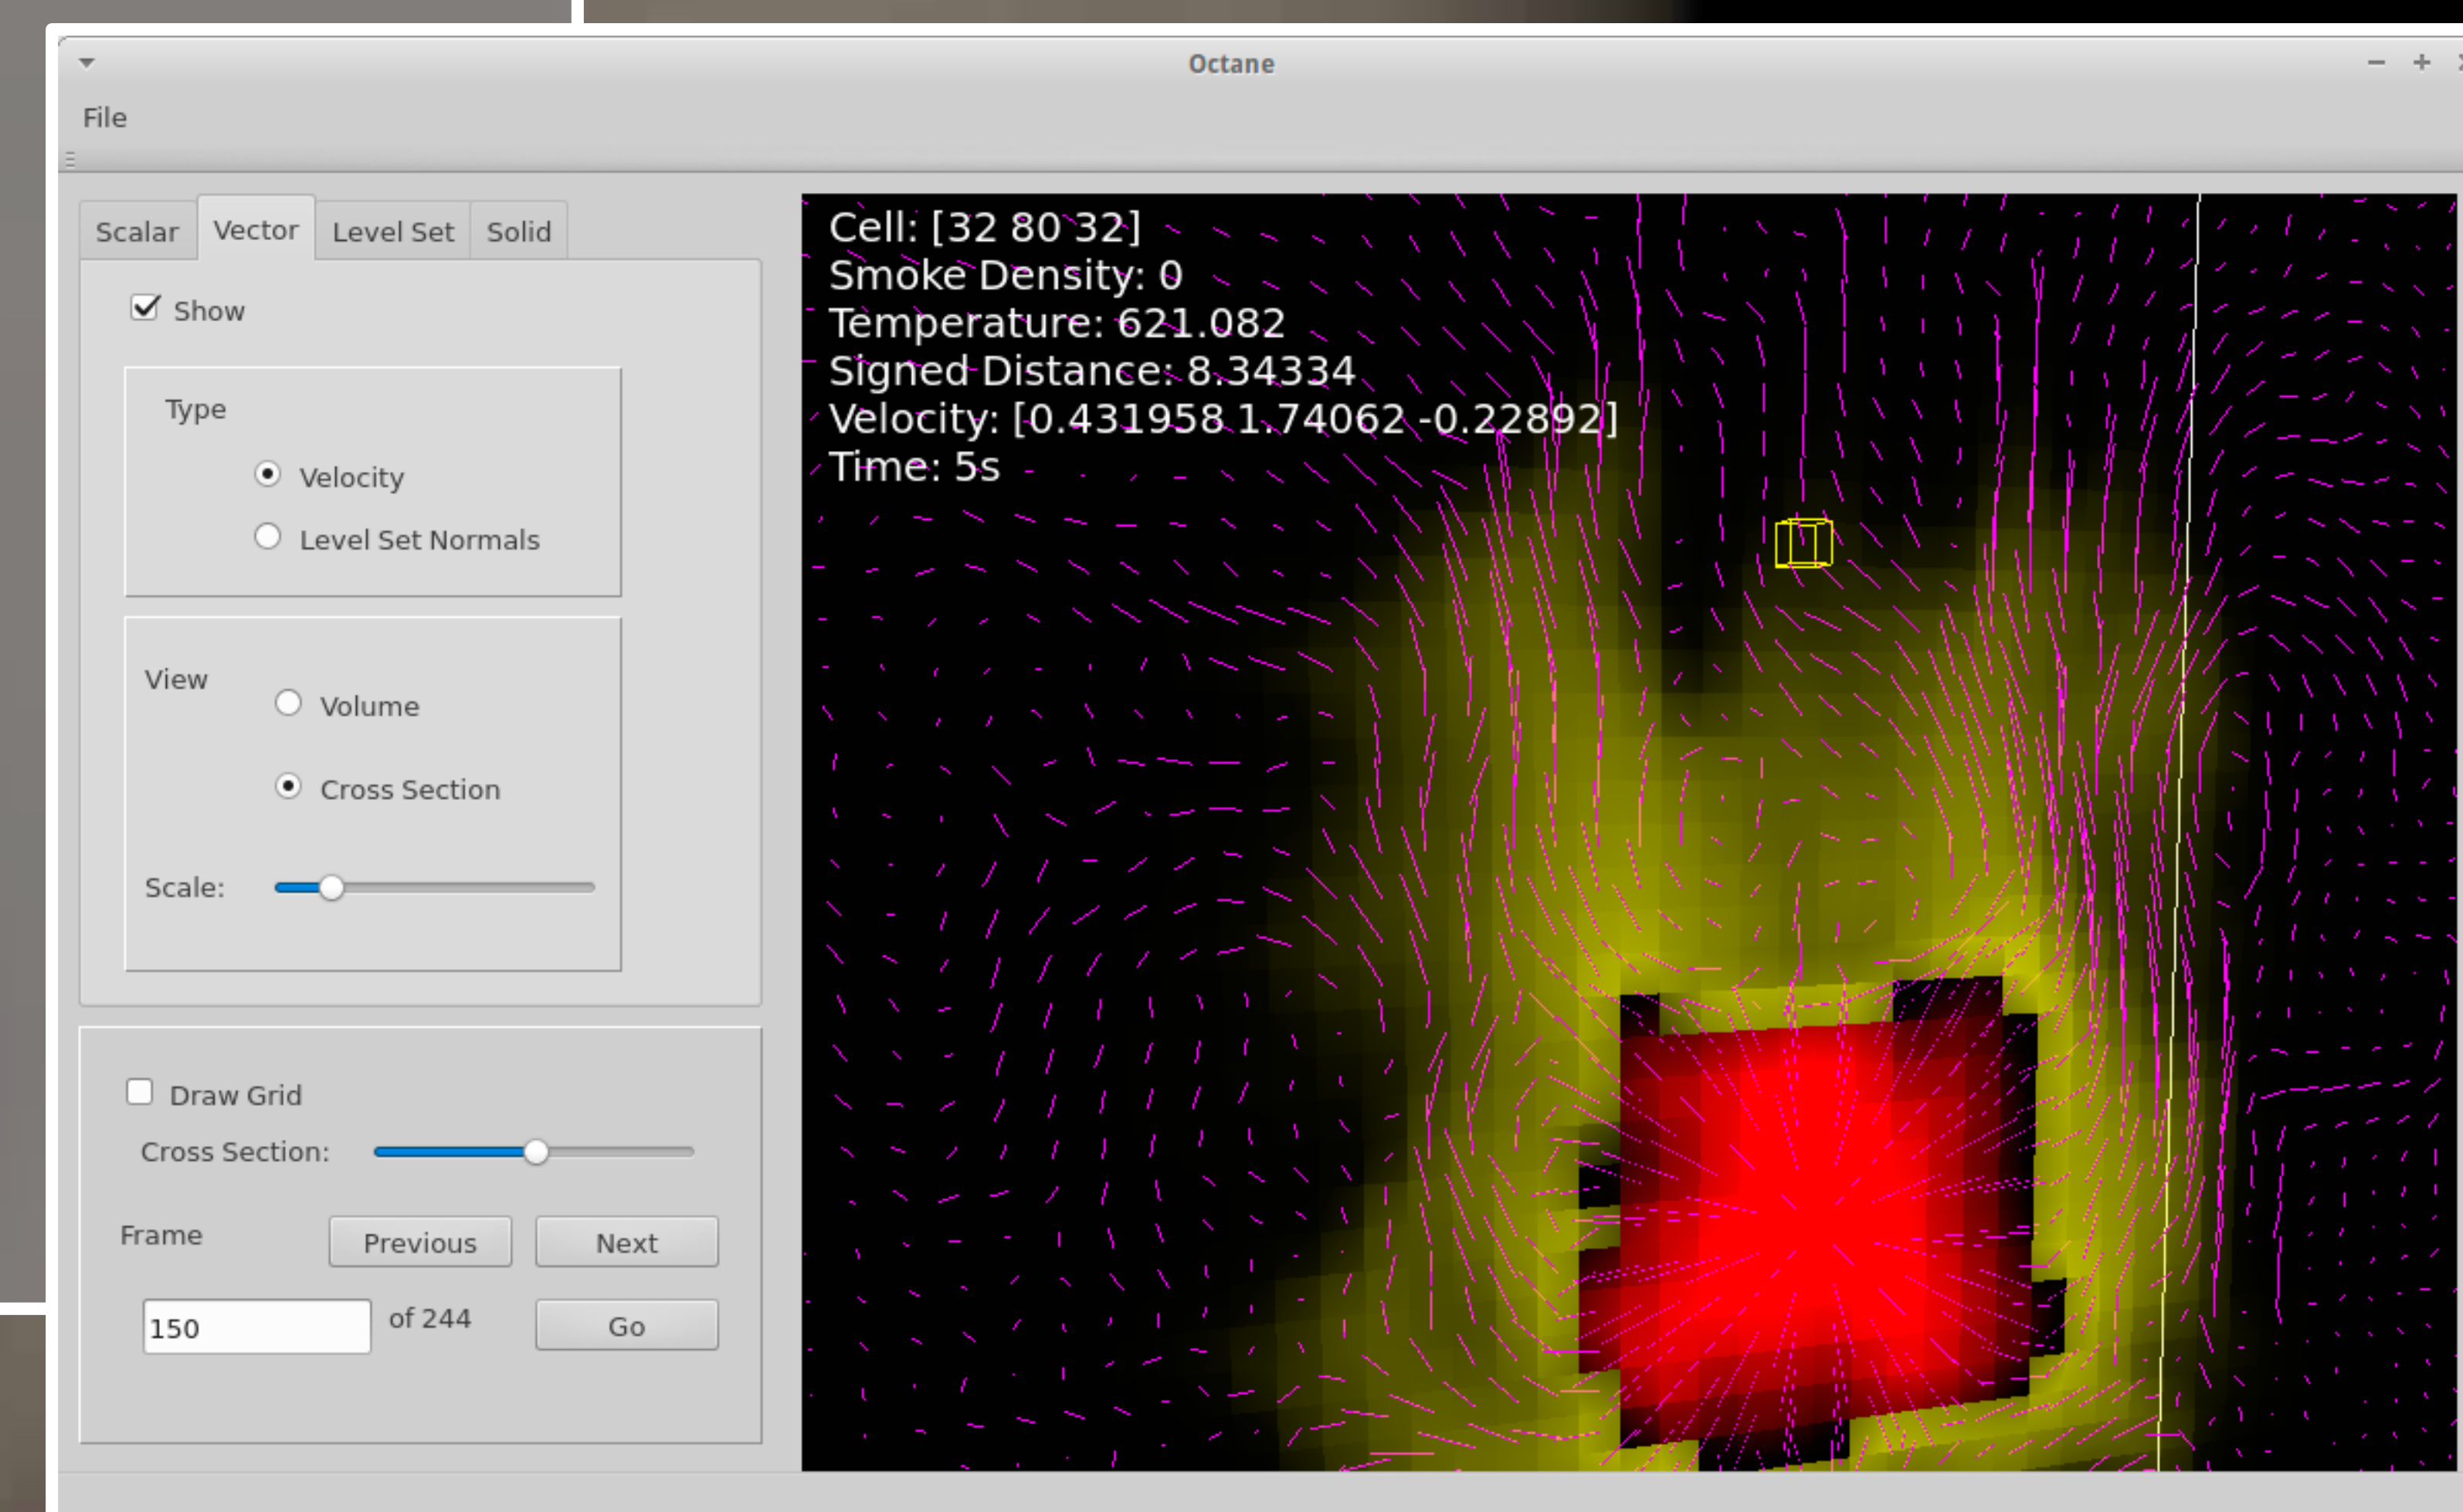 Octane
File
Scalar Vector Level Set Solid
Show
Type
Velocity
Level Set Normals
View
Volume
Cross Section
Scale:
Draw Grid
Cross Section:
Frame Previous Next
150 of 244 Go
Cell: [32 80 32]
Smoke Density: 0
Temperature: 621.082
Signed Distance: 8.34334
Velocity: [0.431958 1.74062 -0.22892]
Time: 5s